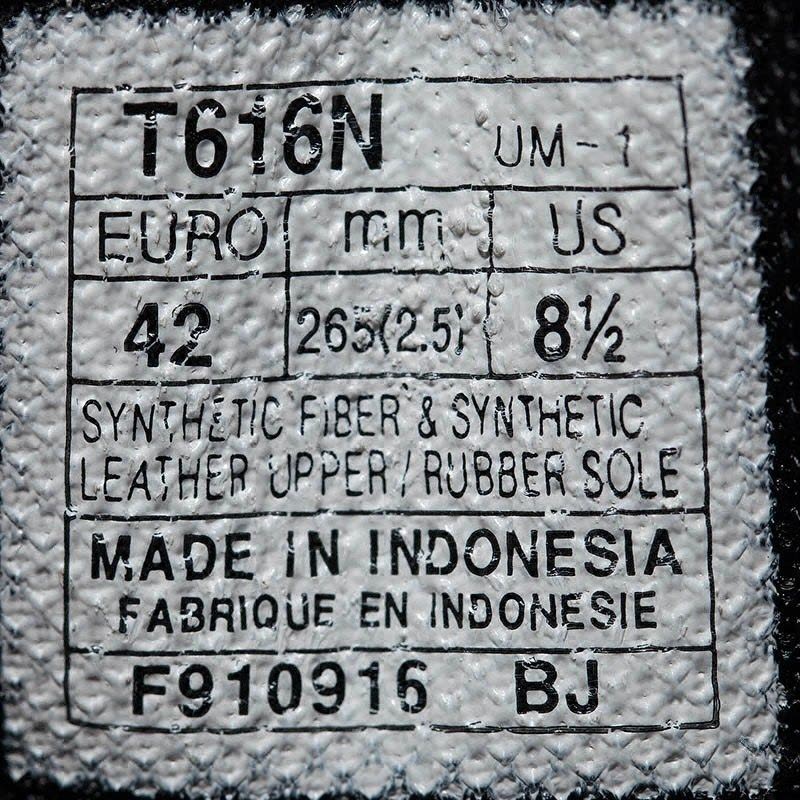 T616N UM-1
EURO mm US
42 265(2.5) 8½
SYNTHETIC FIBER & SYNTHETIC
LEATHER UPPER / RUBBER SOLE
MADE IN INDONESIA
FABRIQUE EN INDONESIE
F910916 BJ